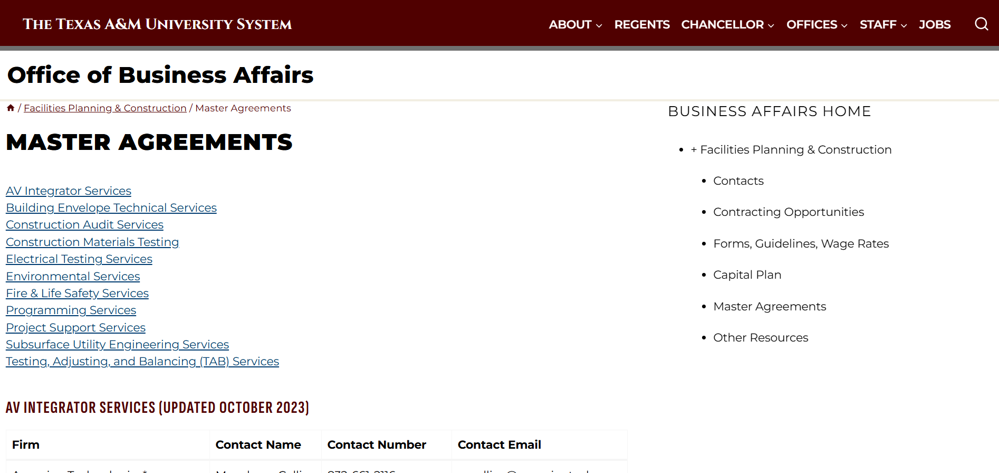 THE TEXAS A&M UNIVERSITY SYSTEM
ABOUT REGENTS CHANCELLOR OFFICES STAFF JOBS
Office of Business Affairs
/ Facilities Planning & Construction / Master Agreements
MASTER AGREEMENTS
AV Integrator Services
Building Envelope Technical Services
Construction Audit Services
Construction Materials Testing
Electrical Testing Services
Environmental Services
Fire & Life Safety Services
Programming Services
Project Support Services
Subsurface Utility Engineering Services
Testing, Adjusting, and Balancing (TAB) Services
AV INTEGRATOR SERVICES (UPDATED OCTOBER 2023)
Firm Contact Name Contact Number Contact Email
BUSINESS AFFAIRS HOME
+ Facilities Planning & Construction
Contacts
Contracting Opportunities
Forms, Guidelines, Wage Rates
Capital Plan
Master Agreements
Other Resources